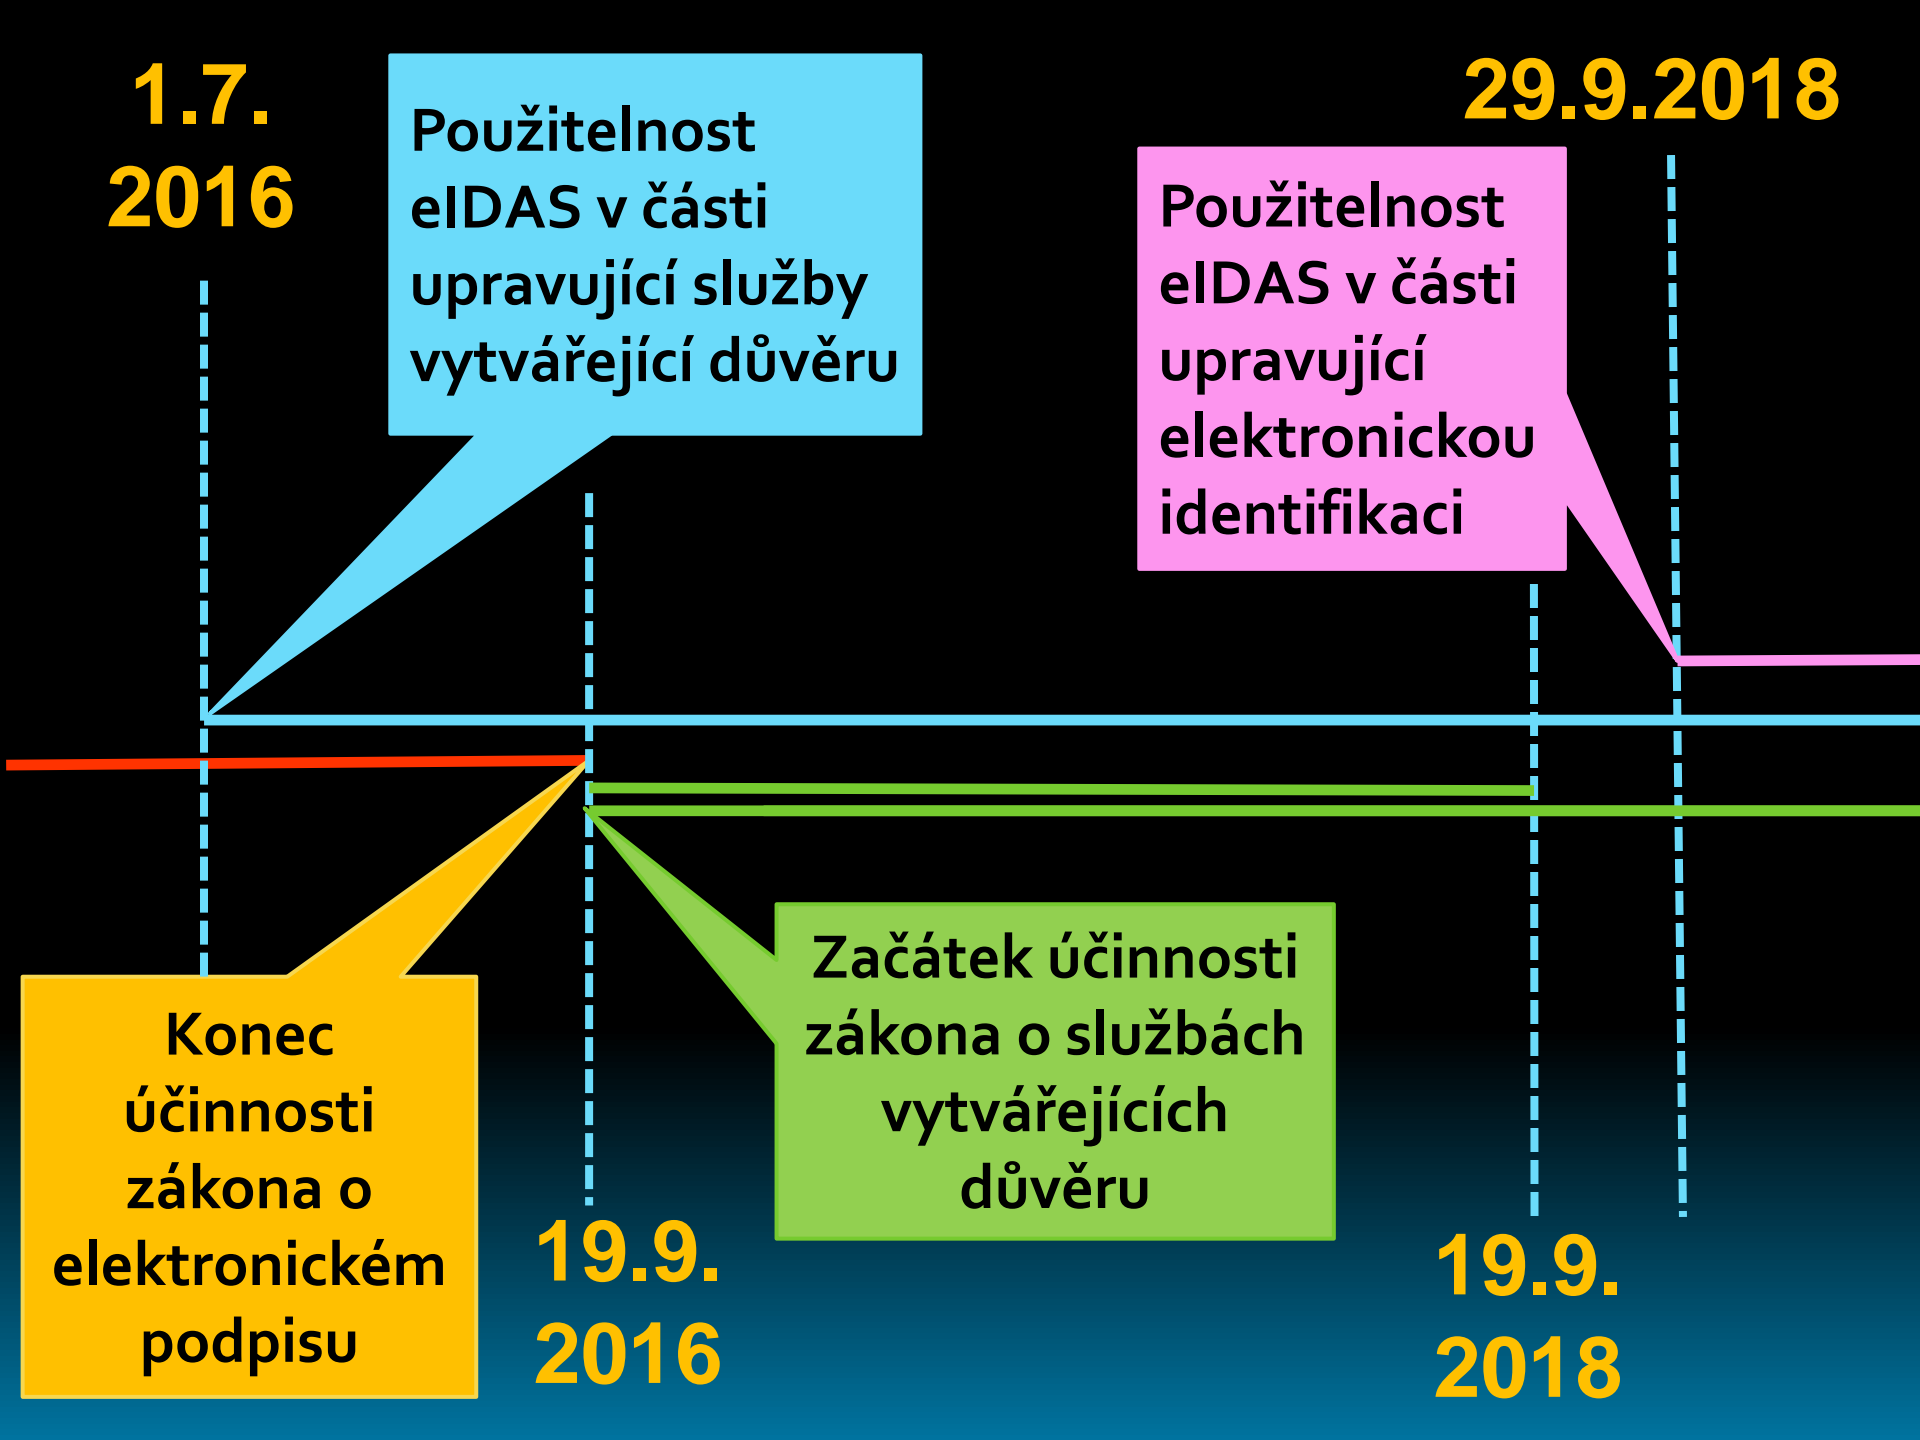 1.7.
2016
Použitelnost
eIDAS v části
upravující služby
vytvářející důvěru
29.9.2018
Použitelnost
eIDAS v části
upravující
elektronickou
identifikaci
Konec
účinnosti
zákona o
elektronickém
podpisu
19.9.
2016
Začátek účinnosti
zákona o službách
vytvářejících
důvěru
19.9.
2018